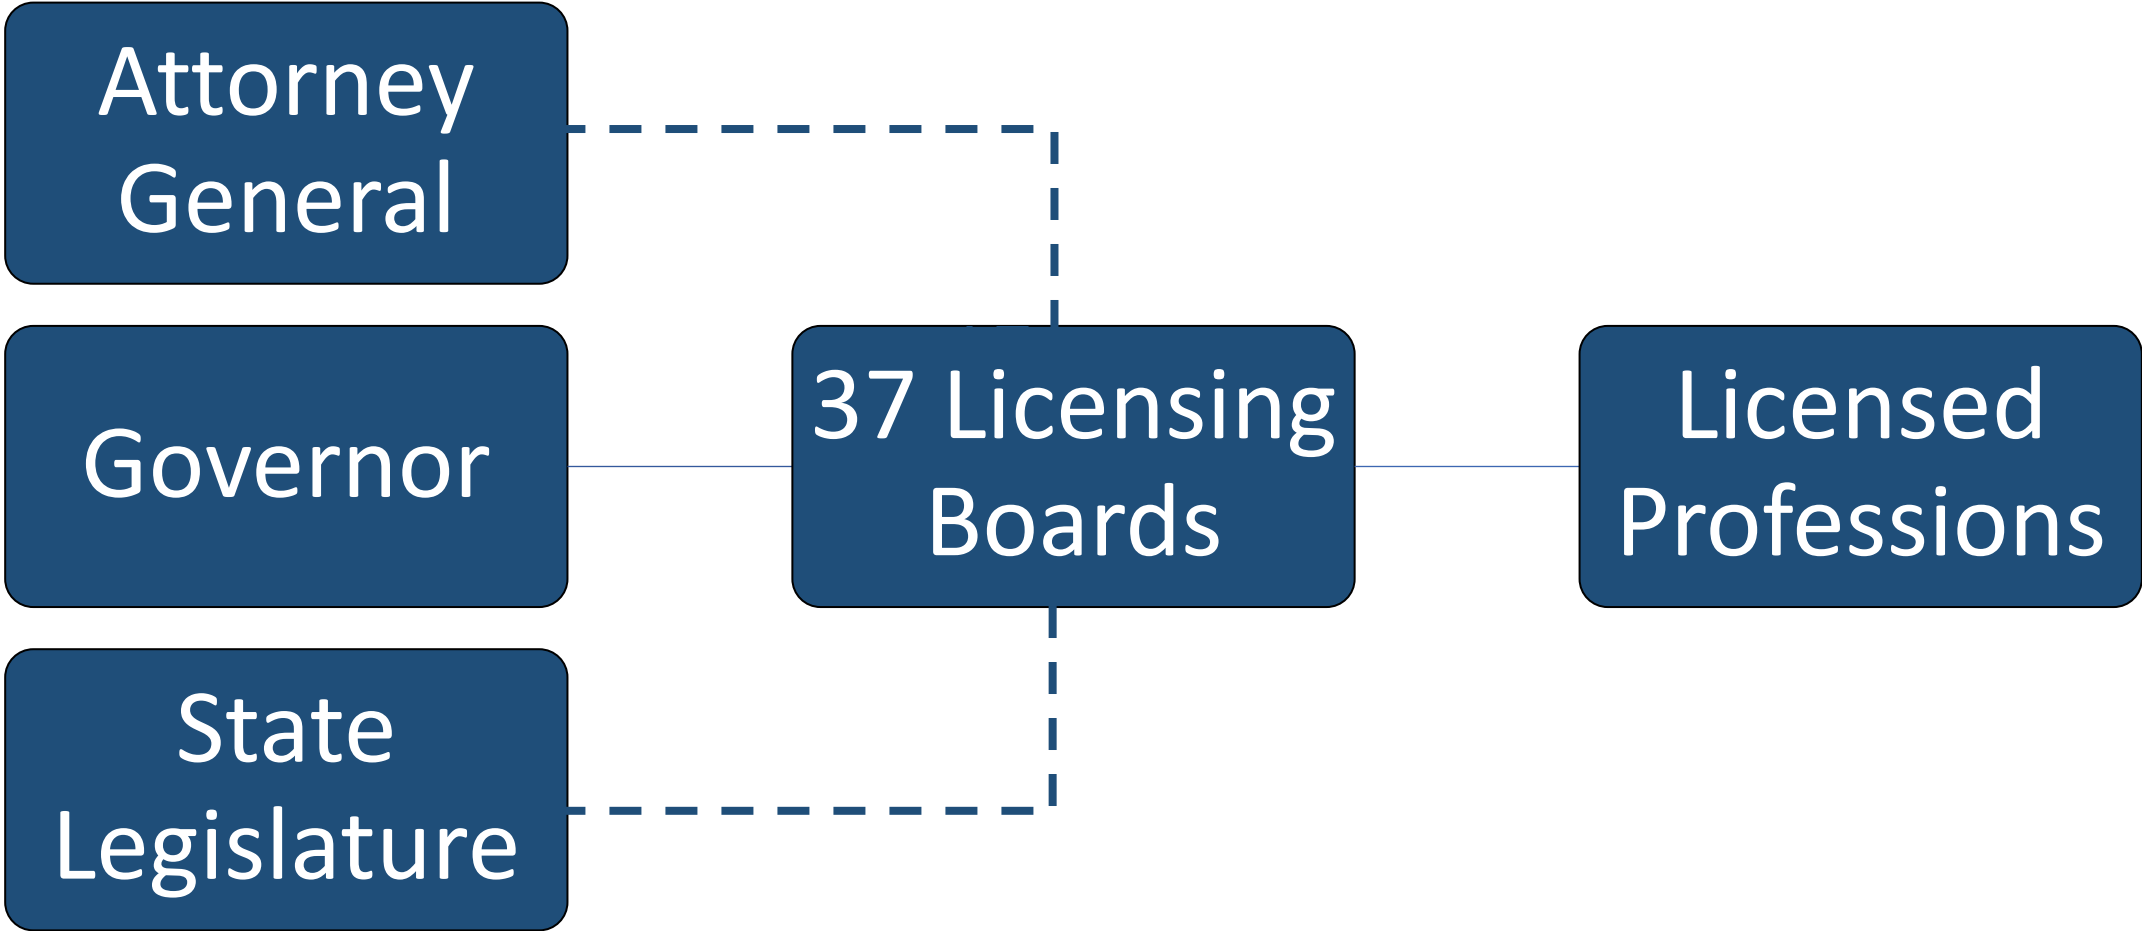 Attorney
General
Governor
State
Legislature
37 Licensing
Boards
Licensed
Professions